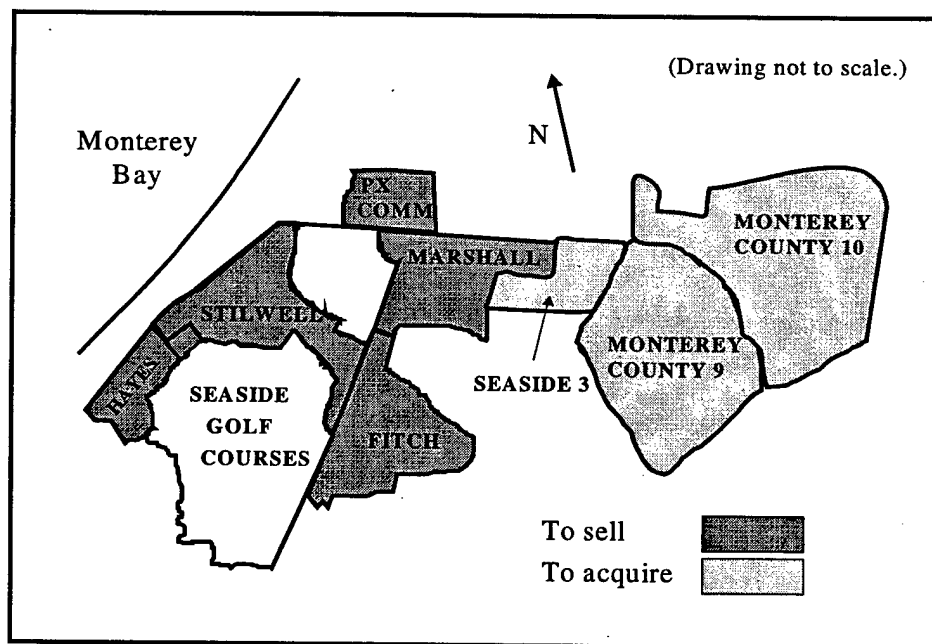 (Drawing not to scale.)
Monterey
Bay
N
PX
COMM
MONTEREY
COUNTY 10
MARSHALL
STILWELL
MONTEREY
COUNTY 9
HAYES
SEASIDE 3
SEASIDE
GOLF
COURSES
FITCH
To sell
To acquire